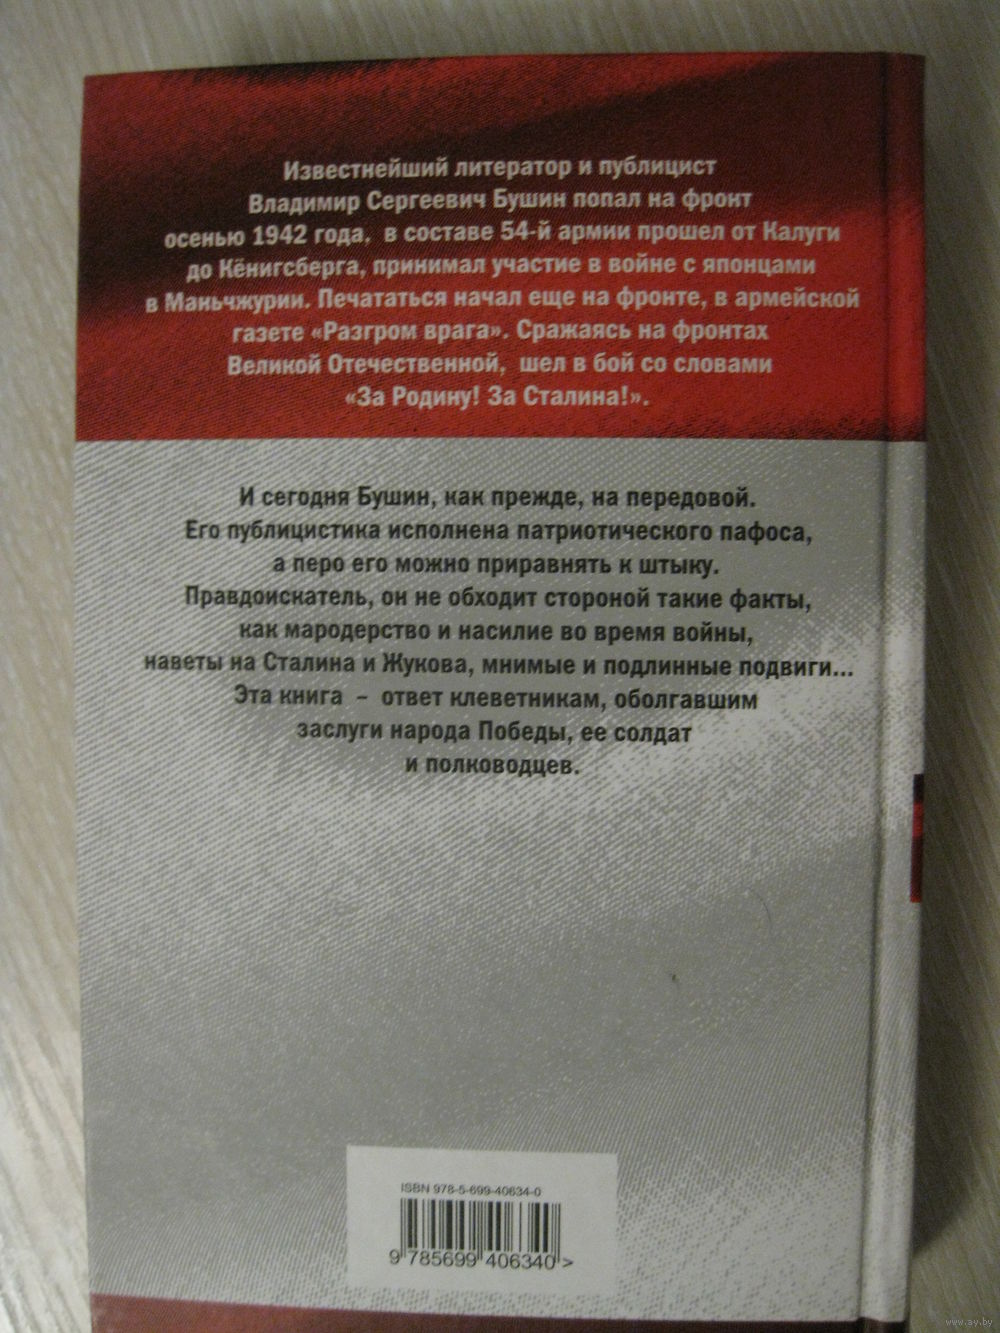 Известнейший литератор и публицист
Владимир Сергеевич Бушин попал на фронт
осенью 1942 года, в составе 54-й армии прошел от Калуги
до Кёнигсберга, принимал участие в войне с японцами
в Маньчжурии. Печататься начал еще на фронте, в армейской
газете «Разгром врага». Сражаясь на фронтах
Великой Отечественной, шел в бой со словами
«За Родину! За Сталина!».
И сегодня Бушин, как прежде, на передовой.
Его публицистика исполнена патриотического пафоса,
а перо его можно приравнять к штыку.
Правдоискатель, он не обходит стороной такие факты,
как мародерство и насилие во время войны,
наветы на Сталина и Жукова, мнимые и подлинные подвиги...
Эта книга – ответ клеветникам, оболгавшим
заслуги народа Победы, ее солдат
и полководцев.
ISBN 978-5-699-40634-0
9 785699 406340 >
www.ay.by